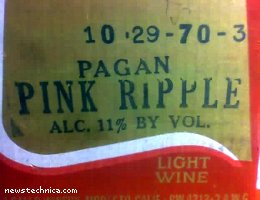 10·29-70-3
PAGAN
PINK RIPPLE
ALC. 11% BY VOL.
LIGHT
WINE
newstechnica.com